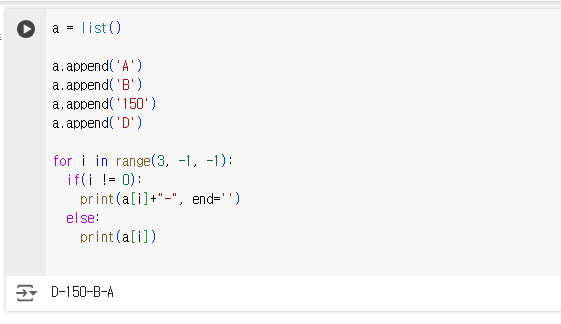 a = list()
a.append('A')
a.append('B')
a.append('150')
a.append('D')
for i in range(3, -1, -1):
  if(i != 0):
    print(a[i]+"-", end='')
  else:
    print(a[i])
D-150-B-A